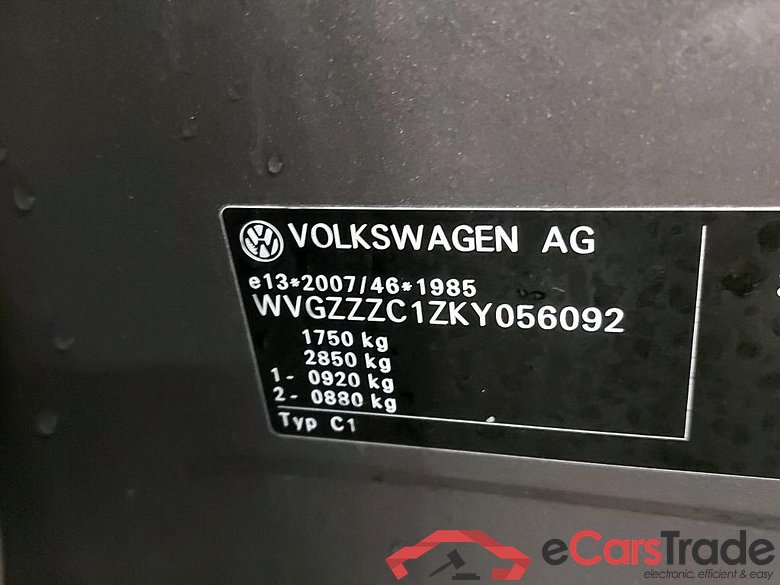 VOLKSWAGEN AG
e13*2007/46*1985
WVGZZZC1ZKY056092
1750 kg
2850 kg
1- 0920 kg
2- 0880 kg
Typ C1
eCarsTrade
electronic, efficient & easy